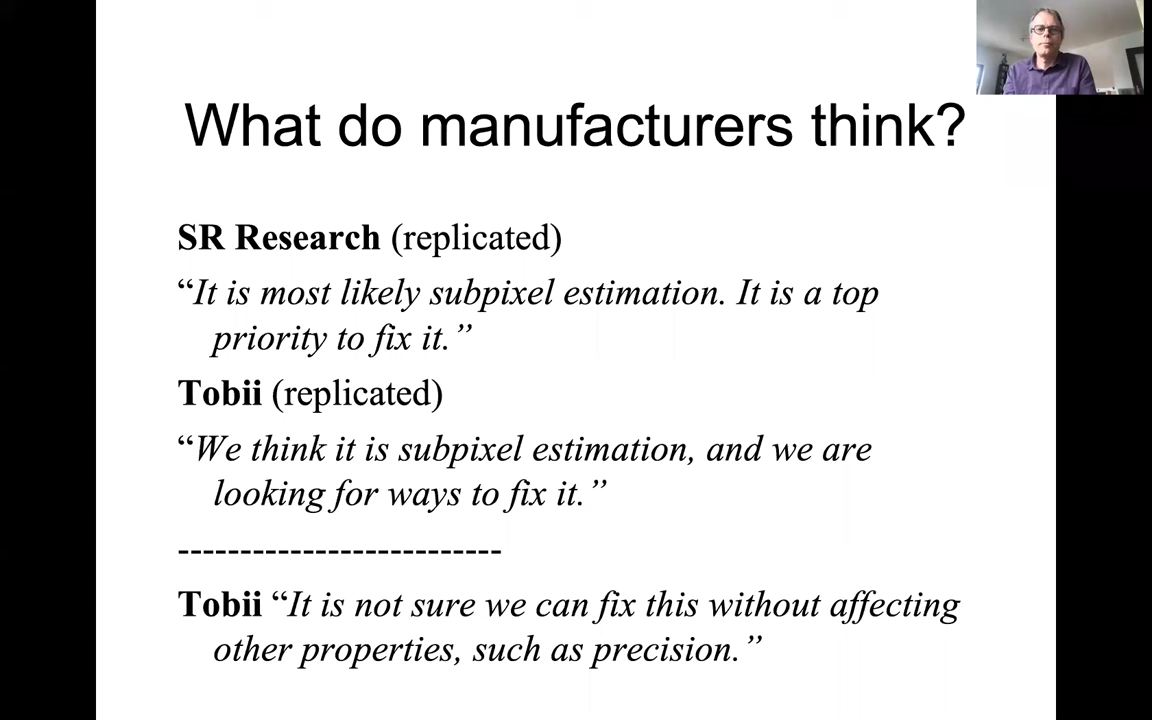 What do manufacturers think?
SR Research (replicated)
“It is most likely subpixel estimation. It is a top
priority to fix it.”
Tobii (replicated)
“We think it is subpixel estimation, and we are
looking for ways to fix it.”
--------------------------
Tobii “It is not sure we can fix this without affecting
other properties, such as precision.”